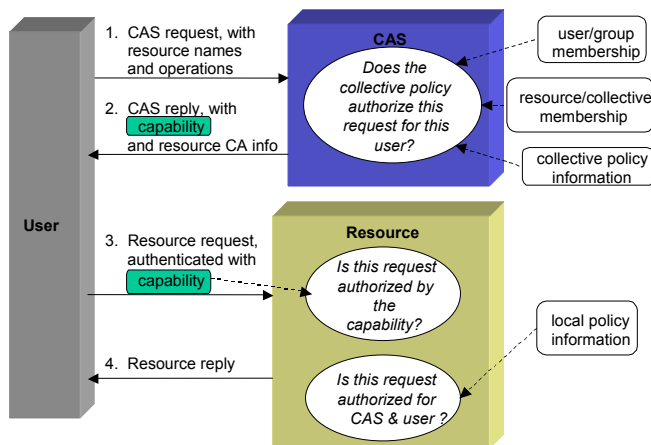 1. CAS request, with
resource names
and operations
CAS
Does the
collective policy
authorize this
request for this
user?
user/group
membership
resource/collective
membership
collective policy
information
2. CAS reply, with
capability
and resource CA info
User
Resource
3. Resource request,
authenticated with
capability
Is this request
authorized by
the
capability?
local policy
information
4. Resource reply
Is this request
authorized for
CAS & user ?